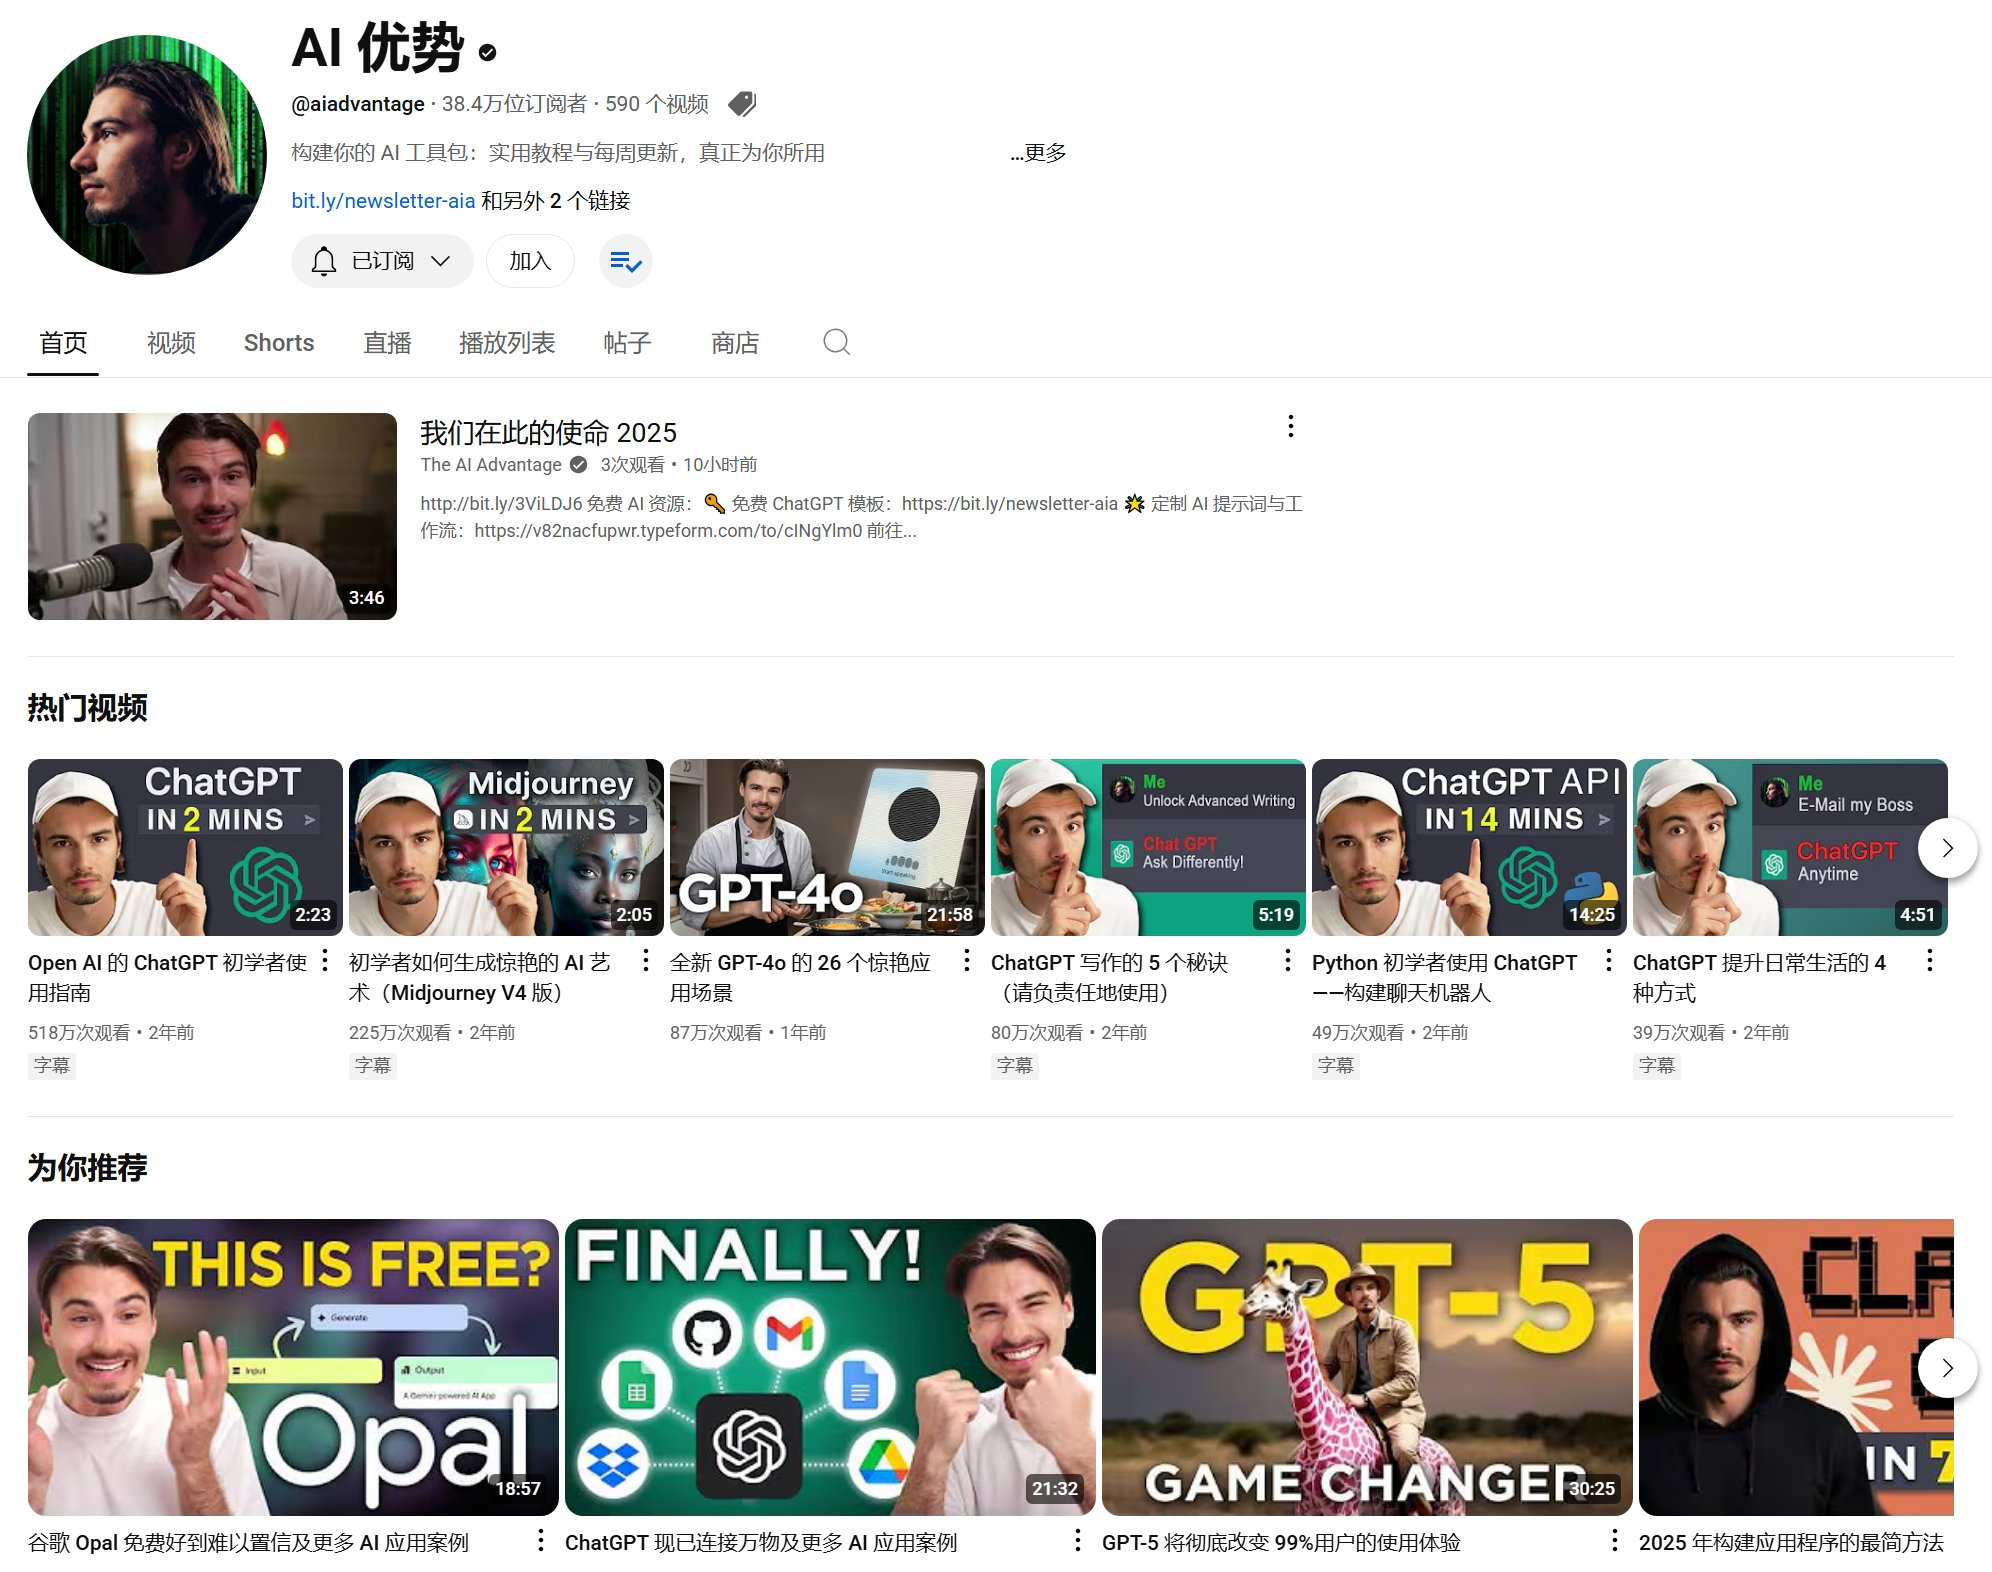 AI 优势
@aiadvantage · 38.4万位订阅者 · 590 个视频
构建你的 AI 工具包：实用教程与每周更新，真正为你所用 ...更多
bit.ly/newsletter-aia 和另外 2 个链接
已订阅 加入
首页 视频 Shorts 直播 播放列表 帖子 商店
3:46
我们在此的使命 2025
The AI Advantage 3次观看 • 10小时前
http://bit.ly/3ViLDJ6 免费 AI 资源：🔑 免费 ChatGPT 模板：https://bit.ly/newsletter-aia 🌟 定制 AI 提示词与工
作流：https://v82nacfupwr.typeform.com/to/cINgYlm0 前往...
热门视频
ChatGPT
IN 2 MINS >
2:23
Open AI 的 ChatGPT 初学者使
用指南
518万次观看 • 2年前
字幕
Midjourney
IN 2 MINS >
2:05
初学者如何生成惊艳的 AI 艺
术（Midjourney V4 版）
225万次观看 • 2年前
字幕
Start speaking
GPT-4o
21:58
全新 GPT-4o 的 26 个惊艳应
用场景
87万次观看 • 1年前
Me
Unlock Advanced Writing
Chat GPT
Ask Differently!
5:19
ChatGPT 写作的 5 个秘诀
（请负责任地使用）
80万次观看 • 2年前
字幕
ChatGPT API
IN 14 MINS >
14:25
Python 初学者使用 ChatGPT
——构建聊天机器人
49万次观看 • 2年前
字幕
Me
E-Mail my Boss
ChatGPT
Anytime
4:51
ChatGPT 提升日常生活的 4
种方式
39万次观看 • 2年前
字幕
为你推荐
THIS IS FREE?
Generate
Input
Output
A Gemini-powered AI App
Opal
18:57
谷歌 Opal 免费好到难以置信及更多 AI 应用案例
FINALLY!
21:32
ChatGPT 现已连接万物及更多 AI 应用案例
GPT-5
GAME CHANGER
30:25
GPT-5 将彻底改变 99%用户的使用体验
CLA
IN 7
2025 年构建应用程序的最简方法